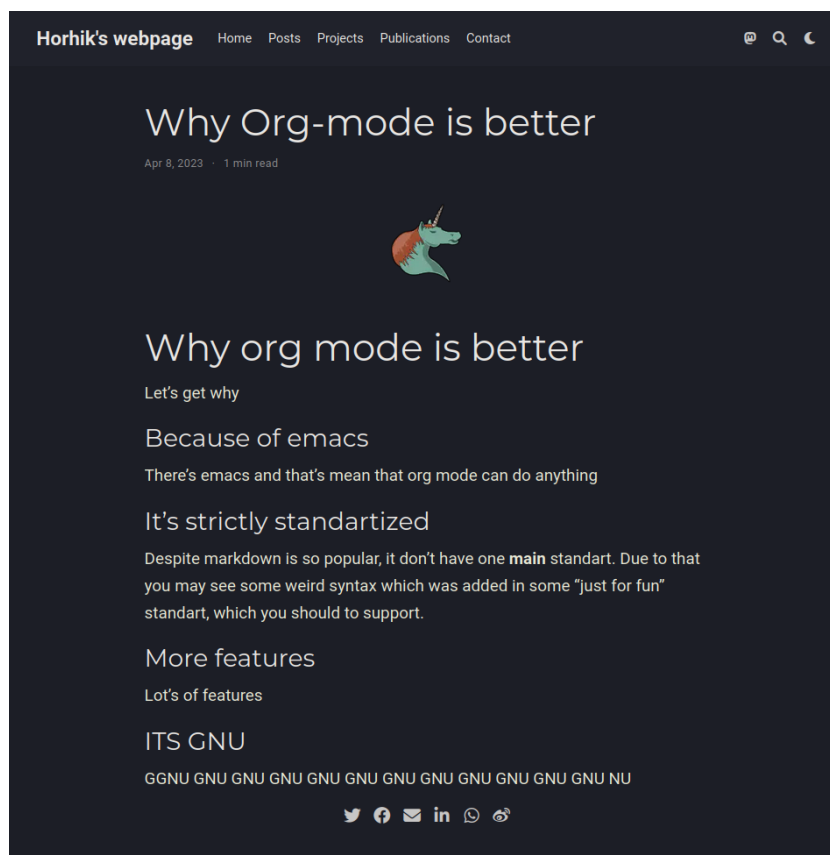 Horhik's webpage Home Posts Projects Publications Contact
Why Org-mode is better
Apr 8, 2023 · 1 min read
Why org mode is better
Let's get why
Because of emacs
There's emacs and that's mean that org mode can do anything
It's strictly standartized
Despite markdown is so popular, it don't have one main standart. Due to that
you may see some weird syntax which was added in some “just for fun”
standart, which you should to support.
More features
Lot's of features
ITS GNU
GGNU GNU GNU GNU GNU GNU GNU GNU GNU GNU GNU GNU NU